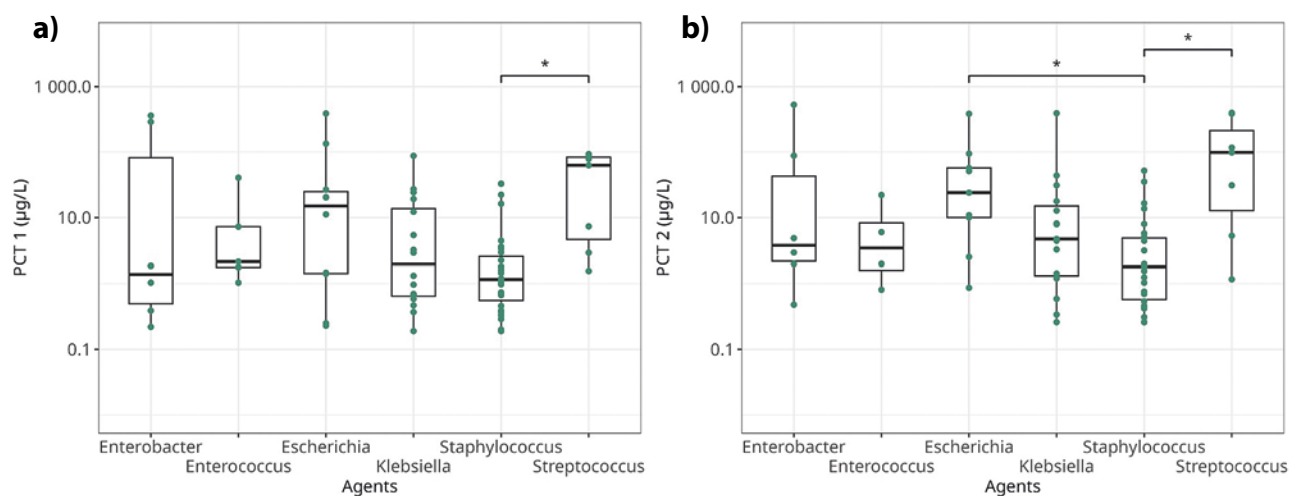 a)
*
1 000.0
10.0
0.1
PCT 1 (µg/L)
Enterobacter Escherichia Staphylococcus
Enterococcus Klebsiella Streptococcus
Agents
b)
*
*
1 000.0
10.0
0.1
PCT 2 (µg/L)
Enterobacter Escherichia Staphylococcus
Enterococcus Klebsiella Streptococcus
Agents